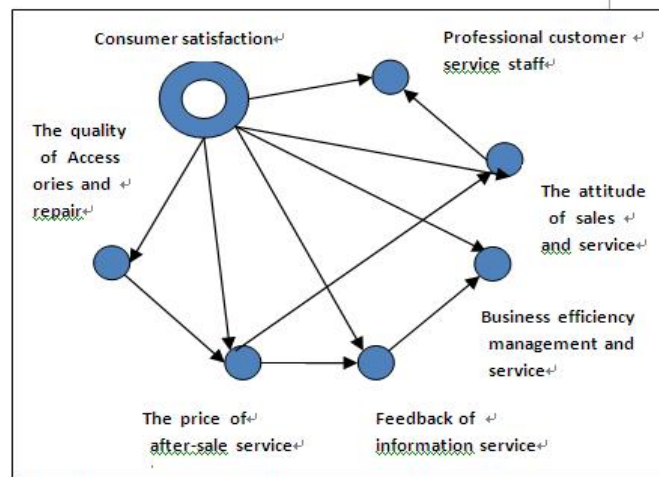 Consumer satisfaction
Professional customer
service staff
The quality
of Access
ories and
repair
The attitude
of sales
and service
Business efficiency
management and
service
The price of
after-sale service
Feedback of
information service